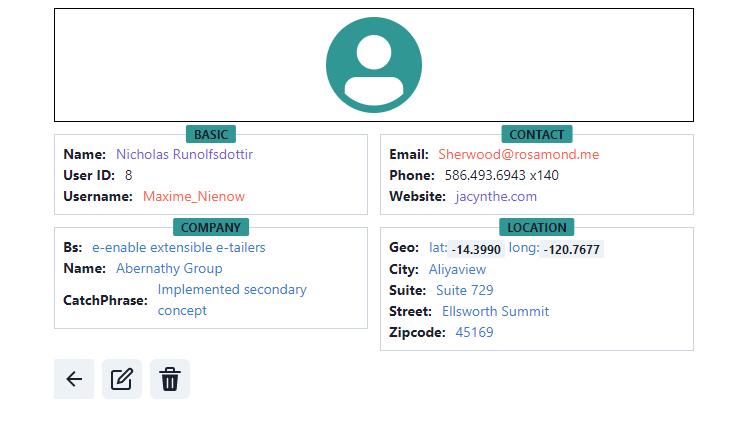 BASIC
Name: Nicholas Runolfsdottir
User ID: 8
Username: Maxime_Nienow
CONTACT
Email: Sherwood@rosamond.me
Phone: 586.493.6943 x140
Website: jacynthe.com
COMPANY
Bs: e-enable extensible e-tailers
Name: Abernathy Group
CatchPhrase: Implemented secondary
concept
LOCATION
Geo: lat: -14.3990 long: -120.7677
City: Aliyaview
Suite: Suite 729
Street: Ellsworth Summit
Zipcode: 45169